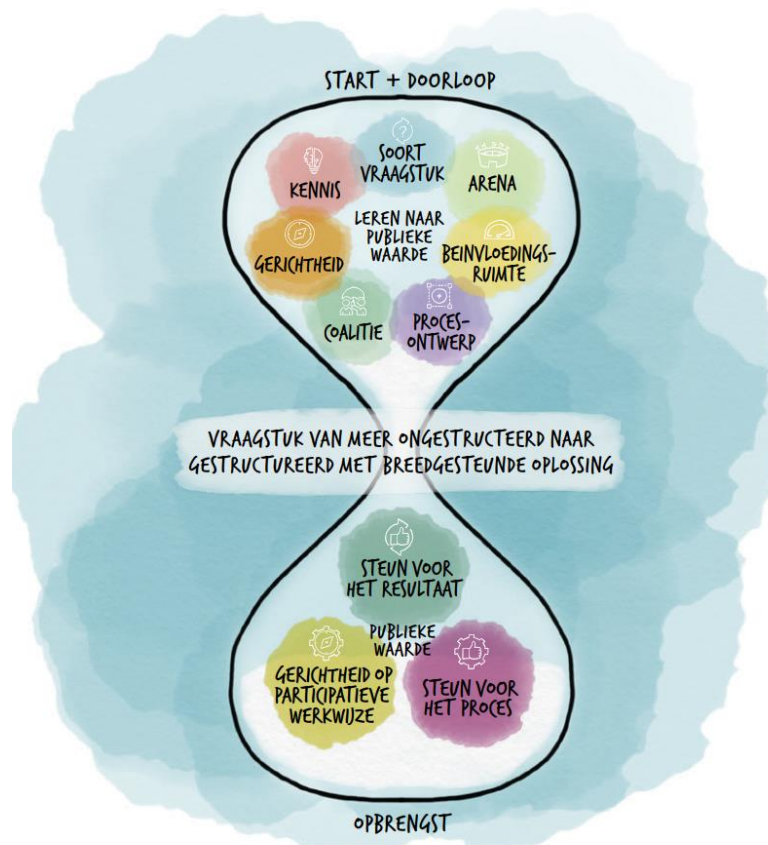 START + DOORLOOP
SOORT
VRAAGSTUK
KENNIS
ARENA
LEREN NAAR
PUBLIEKE
WAARDE
GERICHTHEID
BEINVLOEDINGS-
RUIMTE
COALITIE
PROCES-
ONTWERP
VRAAGSTUK VAN MEER ONGESTRUCTEERD NAAR
GESTRUCTUREERD MET BREEDGESTEUNDE OPLOSSING
STEUN VOOR
HET RESULTAAT
PUBLIEKE
WAARDE
GERICHTHEID OP
PARTICIPATIEVE
WERKWIJZE
STEUN VOOR
HET PROCES
OPBRENGST